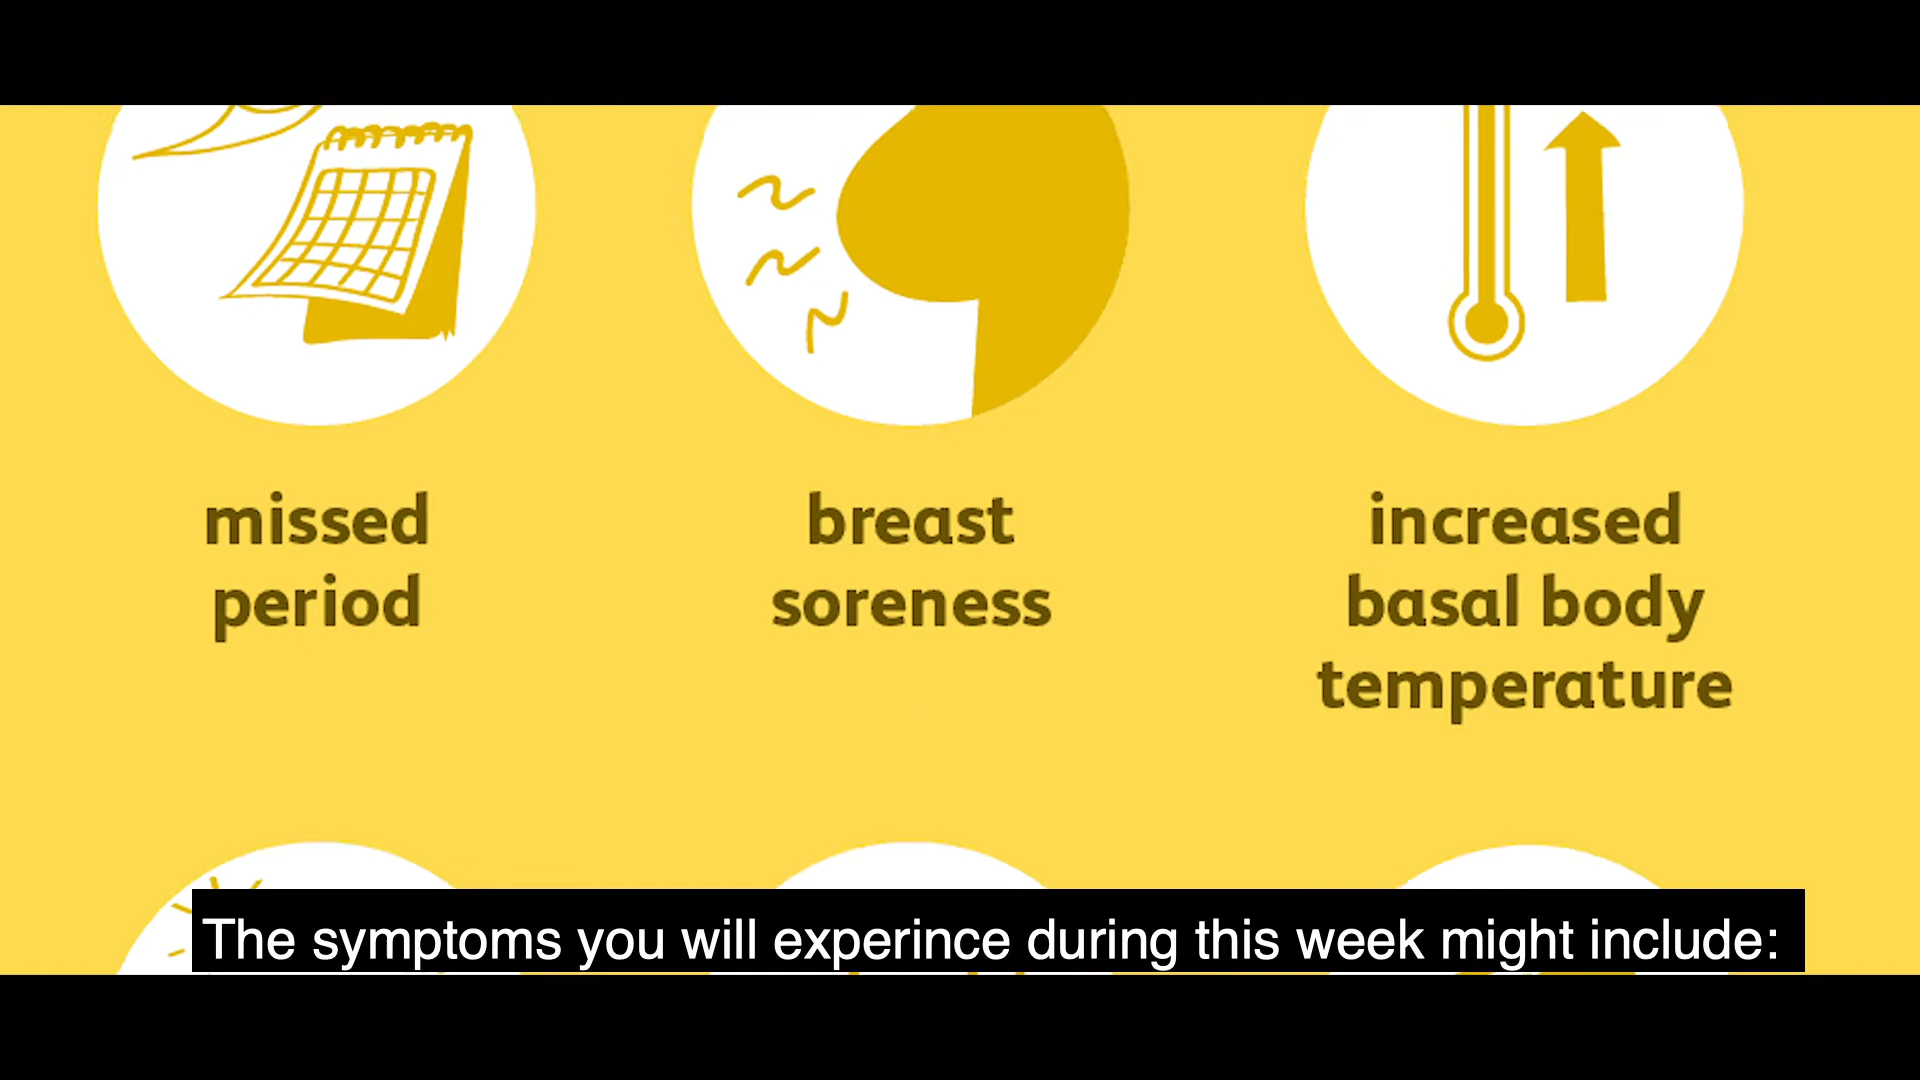 missed
period
breast
soreness
increased
basal body
temperature
The symptoms you will experince during this week might include: